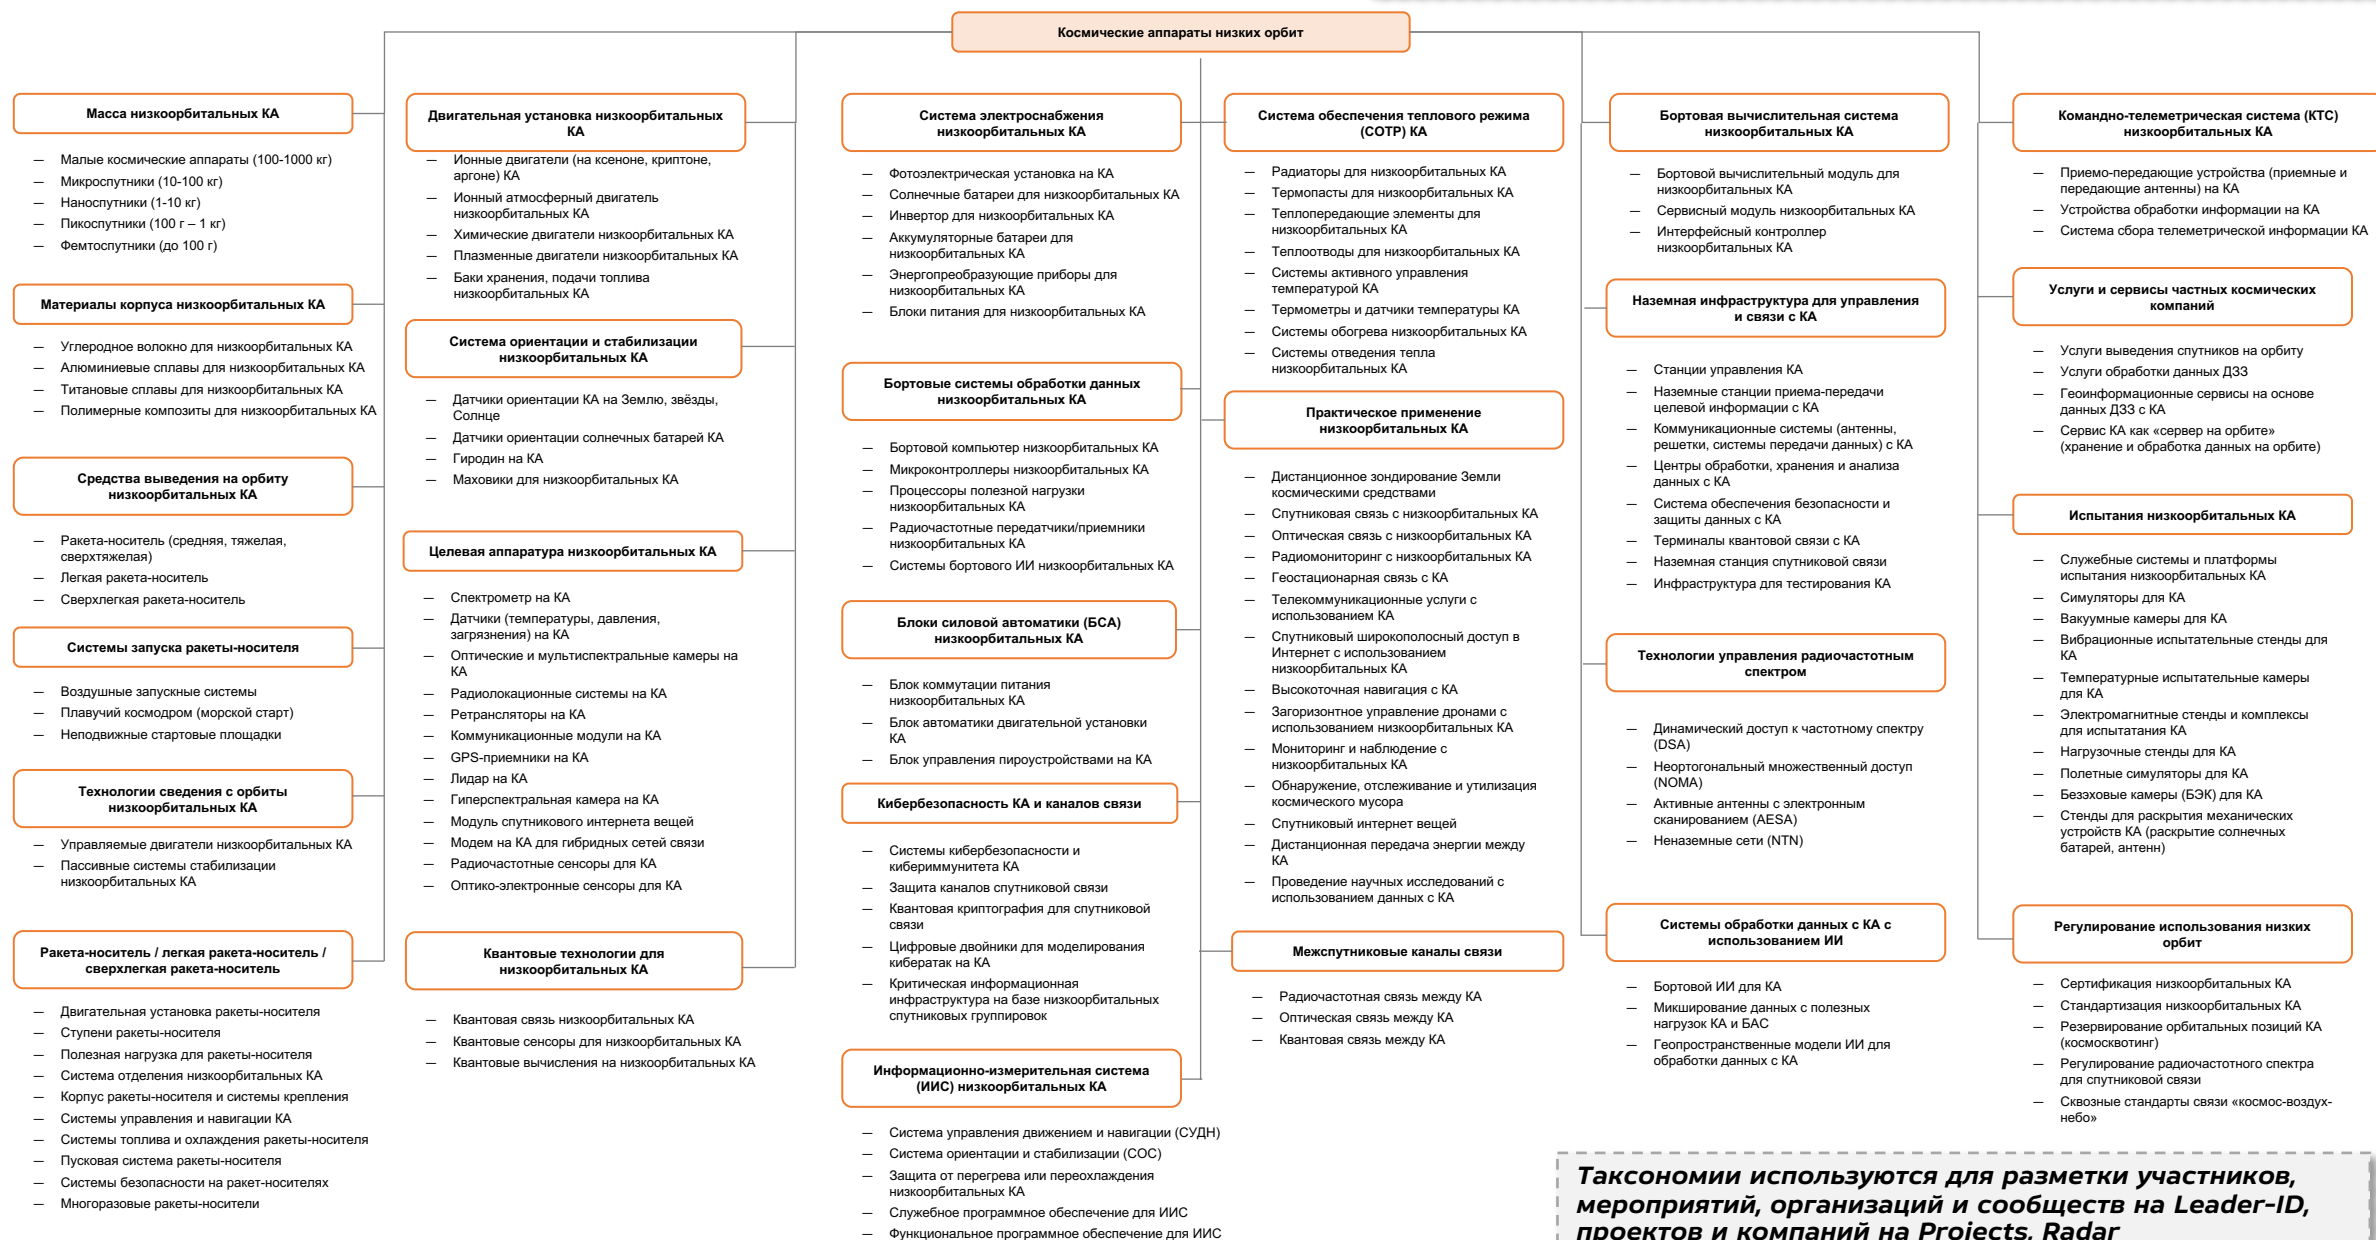 Космические аппараты низких орбит
Масса низкоорбитальных КА
— Малые космические аппараты (100-1000 кг)
— Микроспутники (10-100 кг)
— Наноспутники (1-10 кг)
— Пикоспутники (100 г – 1 кг)
— Фемтоспутники (до 100 г)
Материалы корпуса низкоорбитальных КА
— Углеродное волокно для низкоорбитальных КА
— Алюминиевые сплавы для низкоорбитальных КА
— Титановые сплавы для низкоорбитальных КА
— Полимерные композиты для низкоорбитальных КА
Средства выведения на орбиту
низкоорбитальных КА
— Ракета-носитель (средняя, тяжелая,
сверхтяжелая)
— Легкая ракета-носитель
— Сверхлегкая ракета-носитель
Системы запуска ракеты-носителя
— Воздушные запускные системы
— Плавучий космодром (морской старт)
— Неподвижные стартовые площадки
Технологии сведения с орбиты
низкоорбитальных КА
— Управляемые двигатели низкоорбитальных КА
— Пассивные системы стабилизации
низкоорбитальных КА
Ракета-носитель / легкая ракета-носитель /
сверхлегкая ракета-носитель
— Двигательная установка ракеты-носителя
— Ступени ракеты-носителя
— Полезная нагрузка для ракеты-носителя
— Система отделения низкоорбитальных КА
— Корпус ракеты-носителя и системы крепления
— Системы управления и навигации КА
— Системы топлива и охлаждения ракеты-носителя
— Пусковая система ракеты-носителя
— Системы безопасности на ракет-носителях
— Многоразовые ракеты-носители
Двигательная установка низкоорбитальных
КА
— Ионные двигатели (на ксеноне, криптоне,
аргоне) КА
— Ионный атмосферный двигатель
низкоорбитальных КА
— Химические двигатели низкоорбитальных КА
— Плазменные двигатели низкоорбитальных КА
— Баки хранения, подачи топлива
низкоорбитальных КА
Система ориентации и стабилизации
низкоорбитальных КА
— Датчики ориентации КА на Землю, звёзды,
Солнце
— Датчики ориентации солнечных батарей КА
— Гиродин на КА
— Маховики для низкоорбитальных КА
Целевая аппаратура низкоорбитальных КА
— Спектрометр на КА
— Датчики (температуры, давления,
загрязнения) на КА
— Оптические и мультиспектральные камеры на
КА
— Радиолокационные системы на КА
— Ретрансляторы на КА
— Коммуникационные модули на КА
— GPS-приемники на КА
— Лидар на КА
— Гиперспектральная камера на КА
— Модуль спутникового интернета вещей
— Модем на КА для гибридных сетей связи
— Радиочастотные сенсоры для КА
— Оптико-электронные сенсоры для КА
Квантовые технологии для
низкоорбитальных КА
— Квантовая связь низкоорбитальных КА
— Квантовые сенсоры для низкоорбитальных КА
— Квантовые вычисления на низкоорбитальных КА
Система электроснабжения
низкоорбитальных КА
— Фотоэлектрическая установка на КА
— Солнечные батареи для низкоорбитальных КА
— Инвертор для низкоорбитальных КА
— Аккумуляторные батареи для
низкоорбитальных КА
— Энергопреобразующие приборы для
низкоорбитальных КА
— Блоки питания для низкоорбитальных КА
Бортовые системы обработки данных
низкоорбитальных КА
— Бортовой компьютер низкоорбитальных КА
— Микроконтроллеры низкоорбитальных КА
— Процессоры полезной нагрузки
низкоорбитальных КА
— Радиочастотные передатчики/приемники
низкоорбитальных КА
— Системы бортового ИИ низкоорбитальных КА
Блоки силовой автоматики (БСА)
низкоорбитальных КА
— Блок коммутации питания
низкоорбитальных КА
— Блок автоматики двигательной установки
КА
— Блок управления пироустройствами на КА
Кибербезопасность КА и каналов связи
— Системы кибербезопасности и
кибериммунитета КА
— Защита каналов спутниковой связи
— Квантовая криптография для спутниковой
связи
— Цифровые двойники для моделирования
кибератак на КА
— Критическая информационная
инфраструктура на базе низкоорбитальных
спутниковых группировок
Информационно-измерительная система
(ИИС) низкоорбитальных КА
— Система управления движением и навигации (СУДН)
— Система ориентации и стабилизации (СОС)
— Защита от перегрева или переохлаждения
низкоорбитальных КА
— Служебное программное обеспечение для ИИС
— Функциональное программное обеспечение для ИИС
Система обеспечения теплового режима
(СОТР) КА
— Радиаторы для низкоорбитальных КА
— Термопасты для низкоорбитальных КА
— Теплопередающие элементы для
низкоорбитальных КА
— Теплоотводы для низкоорбитальных КА
— Системы активного управления
температурой КА
— Термометры и датчики температуры КА
— Системы обогрева низкоорбитальных КА
— Системы отведения тепла
низкоорбитальных КА
Практическое применение
низкоорбитальных КА
— Дистанционное зондирование Земли
космическими средствами
— Спутниковая связь с низкоорбитальных КА
— Оптическая связь с низкоорбитальных КА
— Радиомониторинг с низкоорбитальных КА
— Геостационарная связь с КА
— Телекоммуникационные услуги с
использованием КА
— Спутниковый широкополосный доступ в
Интернет с использованием
низкоорбитальных КА
— Высокоточная навигация с КА
— Загоризонтное управление дронами с
использованием низкоорбитальных КА
— Мониторинг и наблюдение с
низкоорбитальных КА
— Обнаружение, отслеживание и утилизация
космического мусора
— Спутниковый интернет вещей
— Дистанционная передача энергии между
КА
— Проведение научных исследований с
использованием данных с КА
Межспутниковые каналы связи
— Радиочастотная связь между КА
— Оптическая связь между КА
— Квантовая связь между КА
Бортовая вычислительная система
низкоорбитальных КА
— Бортовой вычислительный модуль для
низкоорбитальных КА
— Сервисный модуль низкоорбитальных КА
— Интерфейсный контроллер
низкоорбитальных КА
Наземная инфраструктура для управления
и связи с КА
— Станции управления КА
— Наземные станции приема-передачи
целевой информации с КА
— Коммуникационные системы (антенны,
решетки, системы передачи данных) с КА
— Центры обработки, хранения и анализа
данных с КА
— Система обеспечения безопасности и
защиты данных с КА
— Терминалы квантовой связи с КА
— Наземная станция спутниковой связи
— Инфраструктура для тестирования КА
Технологии управления радиочастотным
спектром
— Динамический доступ к частотному спектру
(DSA)
— Неортогональный множественный доступ
(NOMA)
— Активные антенны с электронным
сканированием (AESA)
— Неназемные сети (NTN)
Системы обработки данных с КА с
использованием ИИ
— Бортовой ИИ для КА
— Микширование данных с полезных
нагрузок КА и БАС
— Геопространственные модели ИИ для
обработки данных с КА
Командно-телеметрическая система (КТС)
низкоорбитальных КА
— Приемо-передающие устройства (приемные и
передающие антенны) на КА
— Устройства обработки информации на КА
— Система сбора телеметрической информации КА
Услуги и сервисы частных космических
компаний
— Услуги выведения спутников на орбиту
— Услуги обработки данных ДЗЗ
— Геоинформационные сервисы на основе
данных ДЗЗ с КА
— Сервис КА как «сервер на орбите»
(хранение и обработка данных на орбите)
Испытания низкоорбитальных КА
— Служебные системы и платформы
испытания низкоорбитальных КА
— Симуляторы для КА
— Вакуумные камеры для КА
— Вибрационные испытательные стенды для
КА
— Температурные испытательные камеры
для КА
— Электромагнитные стенды и комплексы
для испытатания КА
— Нагрузочные стенды для КА
— Полетные симуляторы для КА
— Безэховые камеры (БЭК) для КА
— Стенды для раскрытия механических
устройств КА (раскрытие солнечных
батарей, антенн)
Регулирование использования низких
орбит
— Сертификация низкоорбитальных КА
— Стандартизация низкоорбитальных КА
— Резервирование орбитальных позиций КА
(космосквотинг)
— Регулирование радиочастотного спектра
для спутниковой связи
— Сквозные стандарты связи «космос-воздух-
небо»
Таксономии используются для разметки участников,
мероприятий, организаций и сообществ на Leader-ID,
проектов и компаний на Projects, Radar